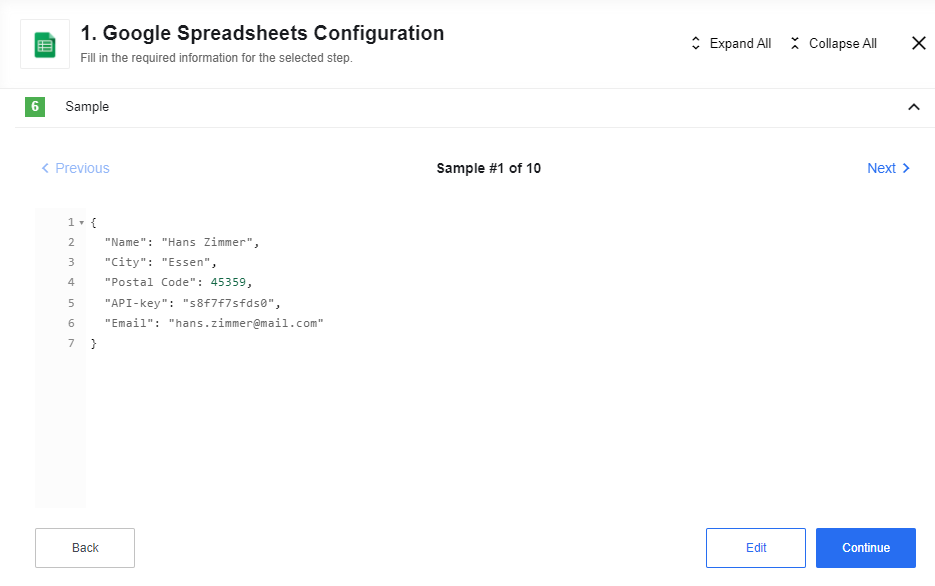 1. Google Spreadsheets Configuration
Fill in the required information for the selected step.
Expand All
Collapse All
6 Sample
Previous
Sample #1 of 10
Next
1 {
2 "Name": "Hans Zimmer",
3 "City": "Essen",
4 "Postal Code": 45359,
5 "API-key": "s8f7f7sfds0",
6 "Email": "hans.zimmer@mail.com"
7 }
Back
Edit
Continue